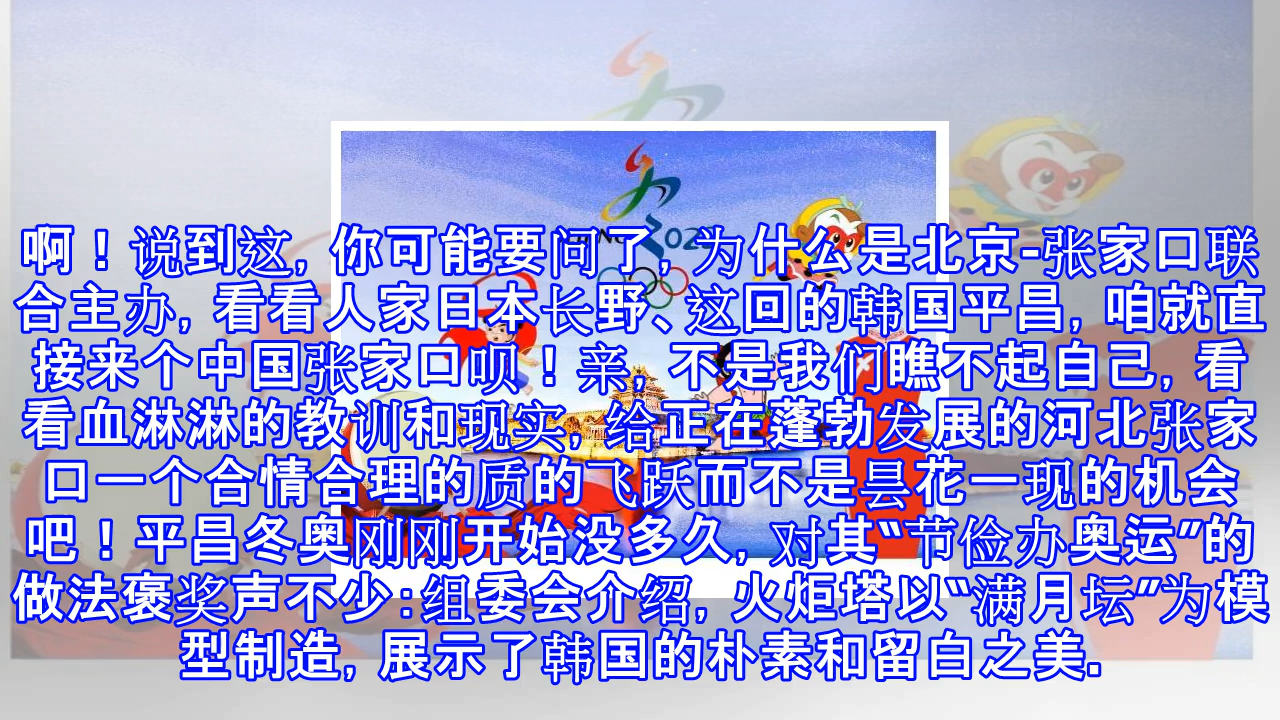 啊！说到这, 你可能要问了, 为什么是北京-张家口联
合主办, 看看人家日本长野、这回的韩国平昌, 咱就直
接来个中国张家口呗！亲, 不是我们瞧不起自己, 看
看血淋淋的教训和现实, 给正在蓬勃发展的河北张家
口一个合情合理的质的飞跃而不是昙花一现的机会
吧！平昌冬奥刚刚开始没多久, 对其“节俭办奥运”的
做法褒奖声不少:组委会介绍, 火炬塔以“满月坛”为模
型制造, 展示了韩国的朴素和留白之美.